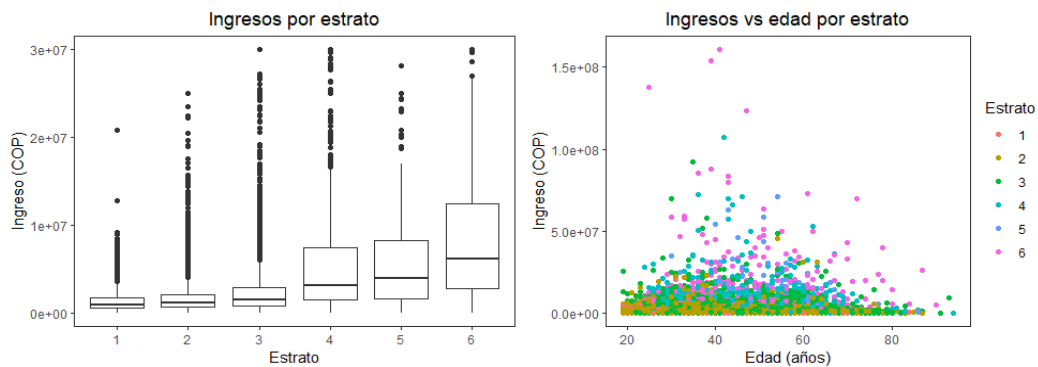 Ingresos por estrato
Ingreso (COP)
3e+07
2e+07
1e+07
0e+00
1 2 3 4 5 6
Estrato
Ingresos vs edad por estrato
Ingreso (COP)
1.5e+08
1.0e+08
5.0e+07
0.0e+00
20 40 60 80
Edad (años)
Estrato
1
2
3
4
5
6